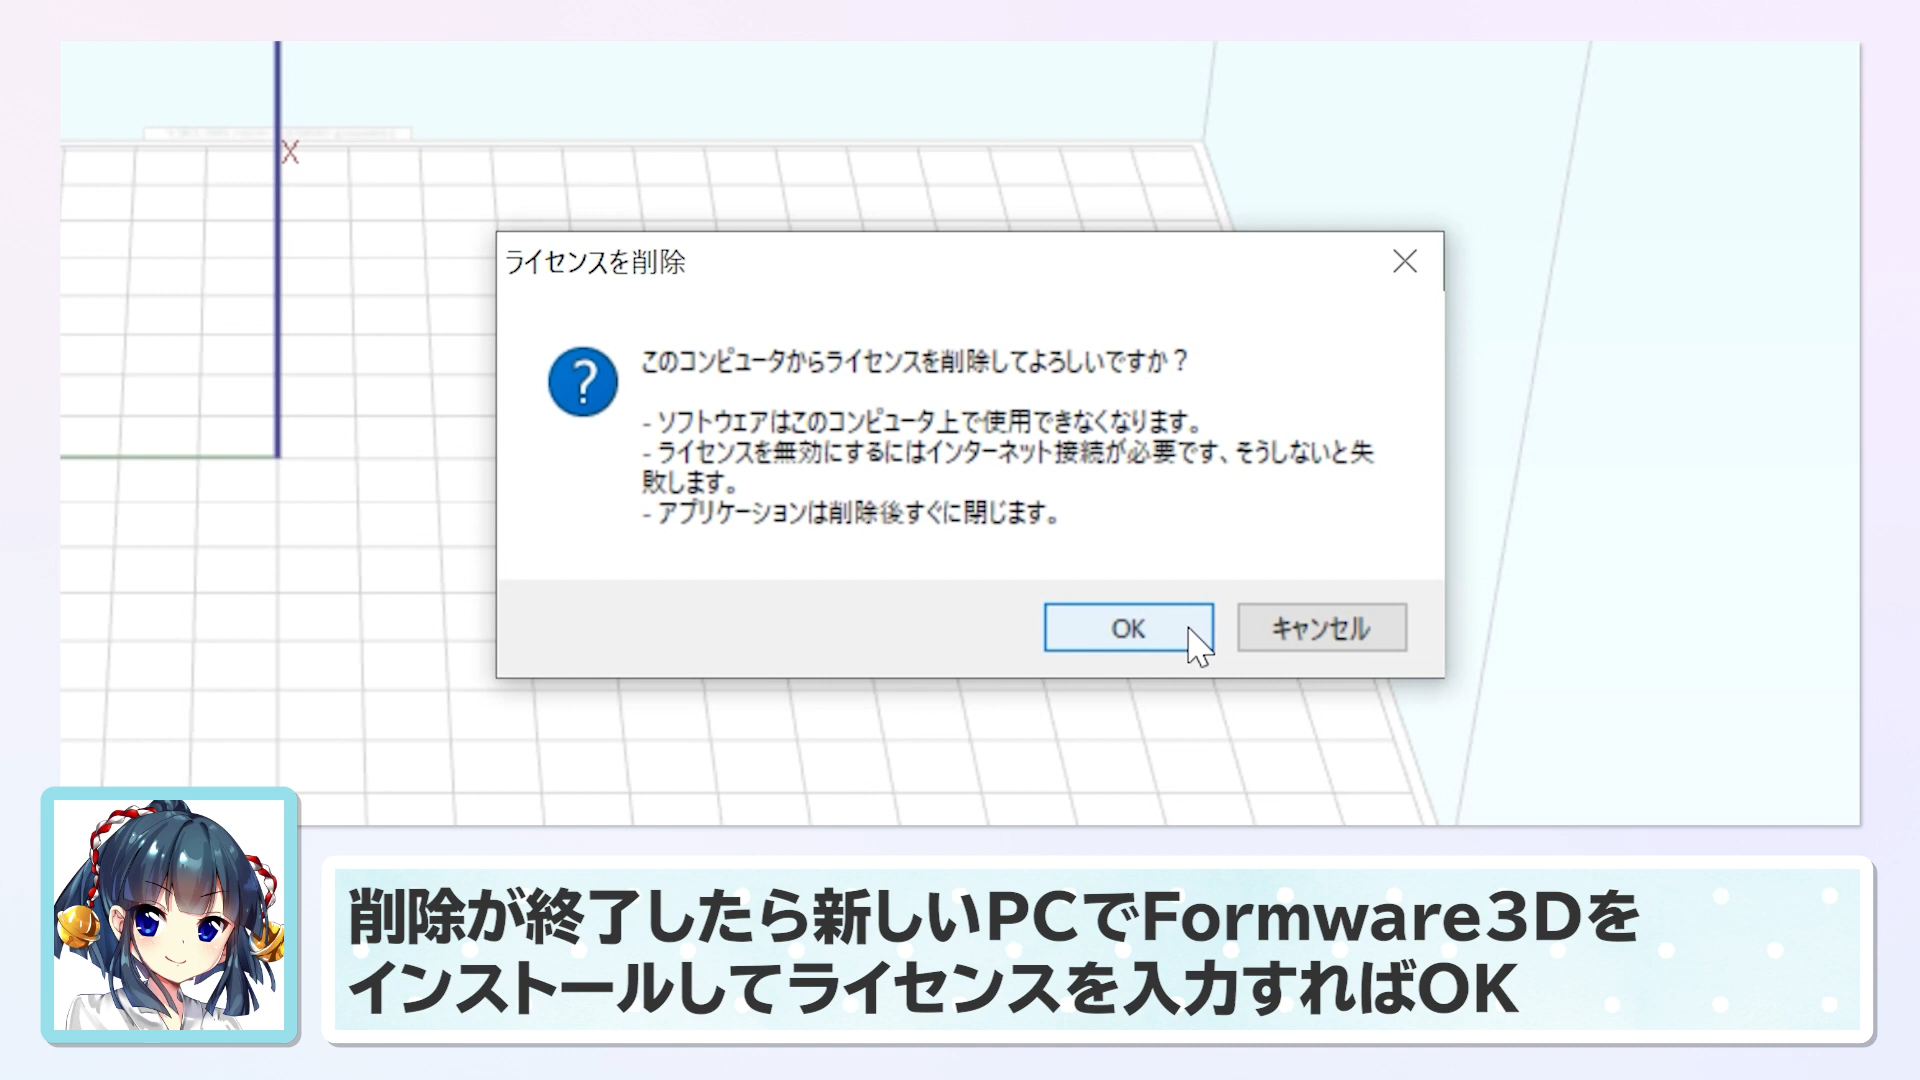 X
ライセンスを削除
このコンピュータからライセンスを削除してよろしいですか？
- ソフトウェアはこのコンピュータ上で使用できなくなります。
- ライセンスを無効にするにはインターネット接続が必要です、そうしないと失
敗します。
- アプリケーションは削除後すぐに閉じます。
OK
キャンセル
削除が終了したら新しいPCでFormware3Dを
インストールしてライセンスを入力すればOK